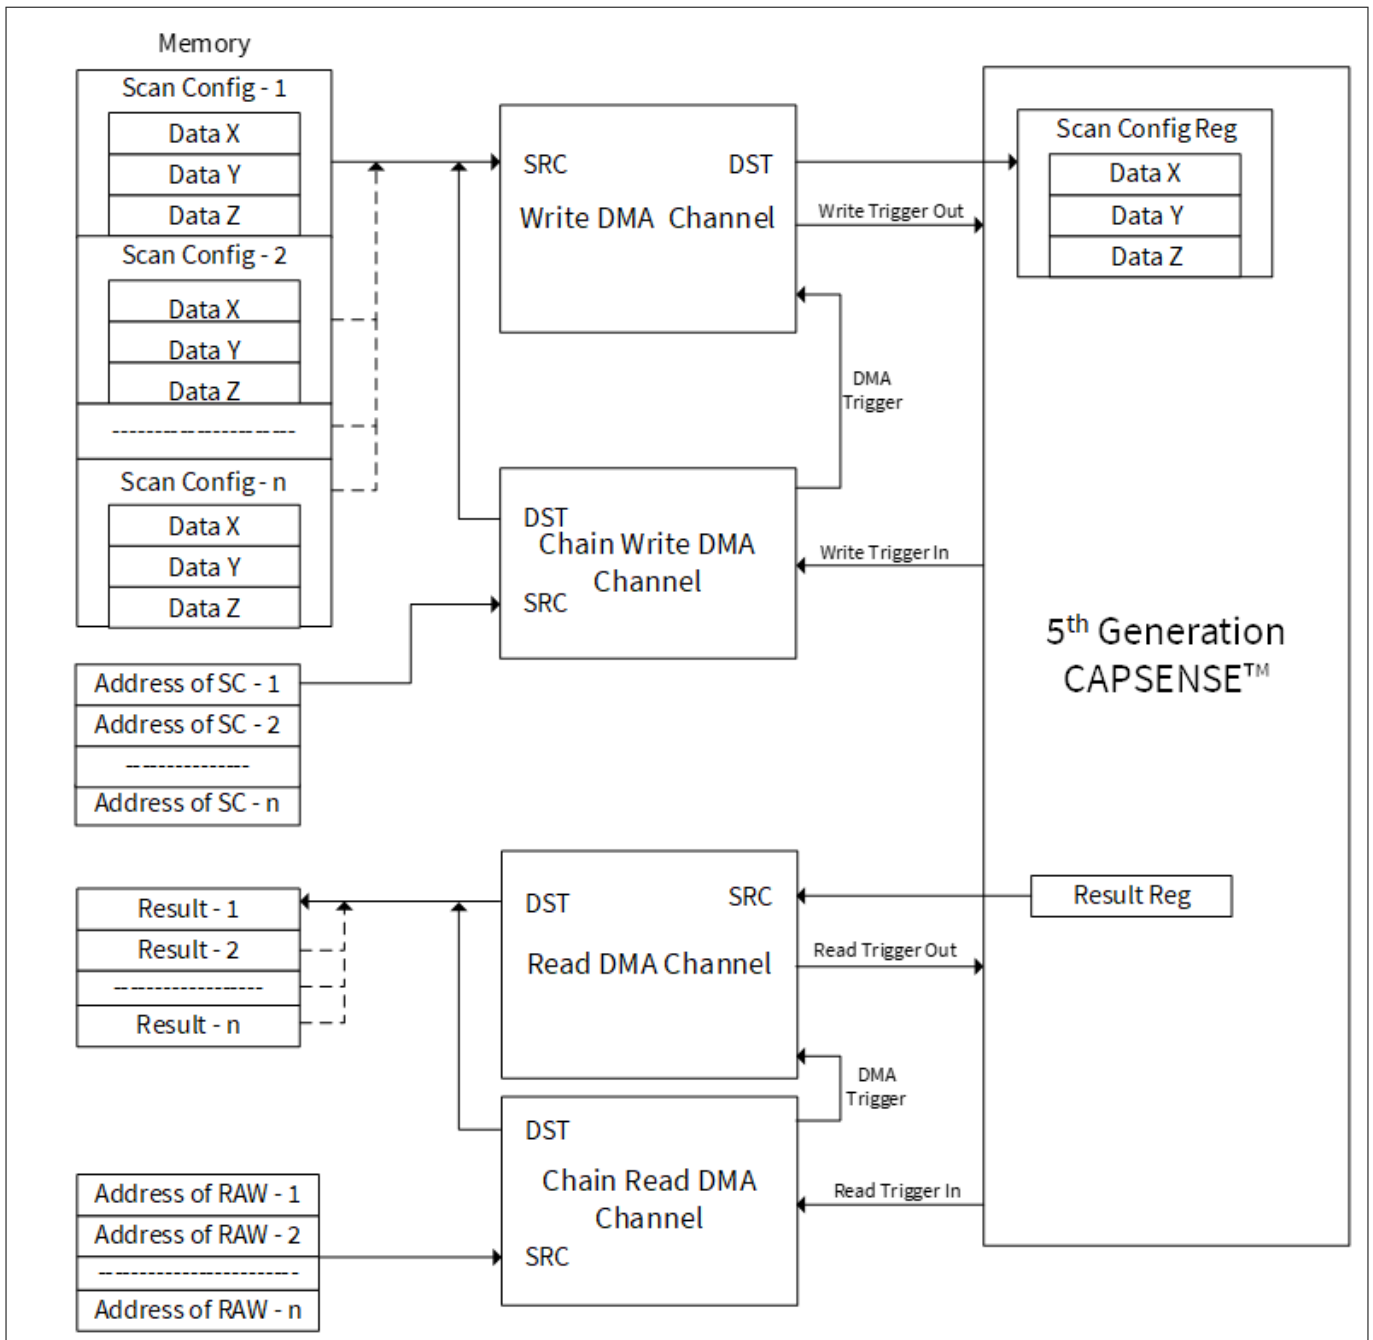 Memory
Scan Config - 1
Data X
Data Y
Data Z
Scan Config - 2
Data X
Data Y
Data Z
Scan Config - n
Data X
Data Y
Data Z
Address of SC - 1
Address of SC - 2
Address of SC - n
SRC
DST
Write DMA Channel
Write Trigger Out
Scan Config Reg
Data X
Data Y
Data Z
DMA
Trigger
DST
Chain Write DMA
Channel
SRC
Write Trigger In
5th Generation
CAPSENSE™
Result - 1
Result - 2
Result - n
DST
SRC
Read DMA Channel
Result Reg
Read Trigger Out
DMA
Trigger
DST
Chain Read DMA
Channel
SRC
Read Trigger In
Address of RAW - 1
Address of RAW - 2
Address of RAW - n